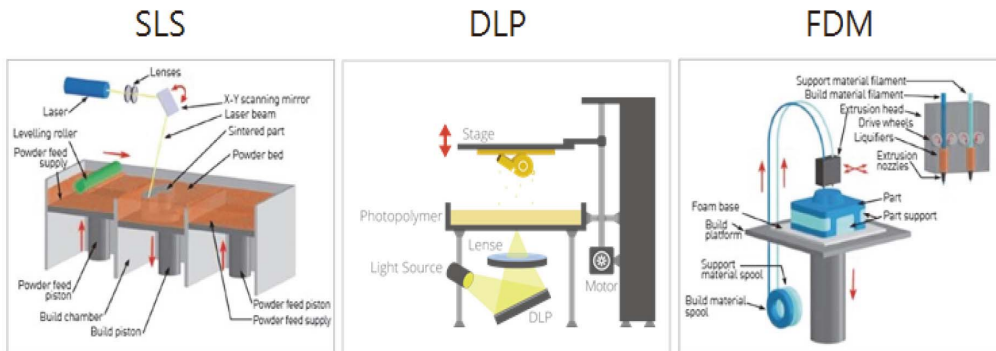 SLS
DLP
FDM
Lenses
Laser
X-Y scanning mirror
Laser beam
Sintered part
Levelling roller
Powder feed
supply
Powder bed
Powder feed
piston
Build chamber
Build piston
Powder feed piston
Powder feed supply
Stage
Photopolymer
Lense
Light Source
Motor
DLP
Support material filament
Build material filament
Extrusion head
Drive wheels
Liquifiers
Extrusion
nozzles
Foam base
Build
platform
Part
Part support
Support
material spool
Build material
spool